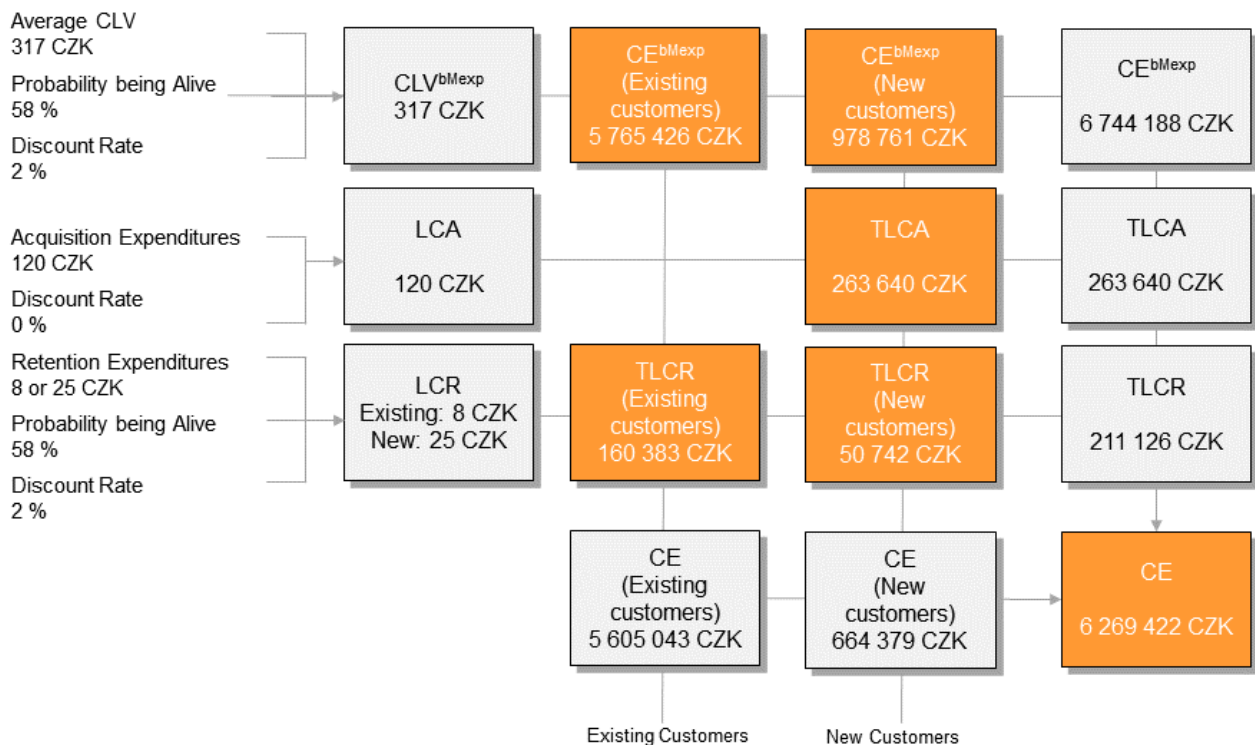 Average CLV
317 CZK
Probability being Alive
58 %
Discount Rate
2 %
CLVbMexp
317 CZK
CEbMexp
(Existing
customers)
5 765 426 CZK
CEbMexp
(New
customers)
978 761 CZK
CEbMexp
6 744 188 CZK
Acquisition Expenditures
120 CZK
Discount Rate
0 %
LCA
120 CZK
TLCA
263 640 CZK
TLCA
263 640 CZK
Retention Expenditures
8 or 25 CZK
Probability being Alive
58 %
Discount Rate
2 %
LCR
Existing: 8 CZK
New: 25 CZK
TLCR
(Existing
customers)
160 383 CZK
TLCR
(New
customers)
50 742 CZK
TLCR
211 126 CZK
CE
(Existing
customers)
5 605 043 CZK
CE
(New
customers)
664 379 CZK
CE
6 269 422 CZK
Existing Customers
New Customers